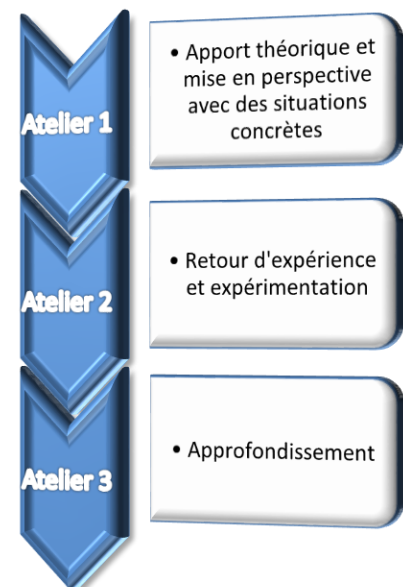 Atelier 1
• Apport théorique et
mise en perspective
avec des situations
concrètes
Atelier 2
• Retour d'expérience
et expérimentation
Atelier 3
• Approfondissement